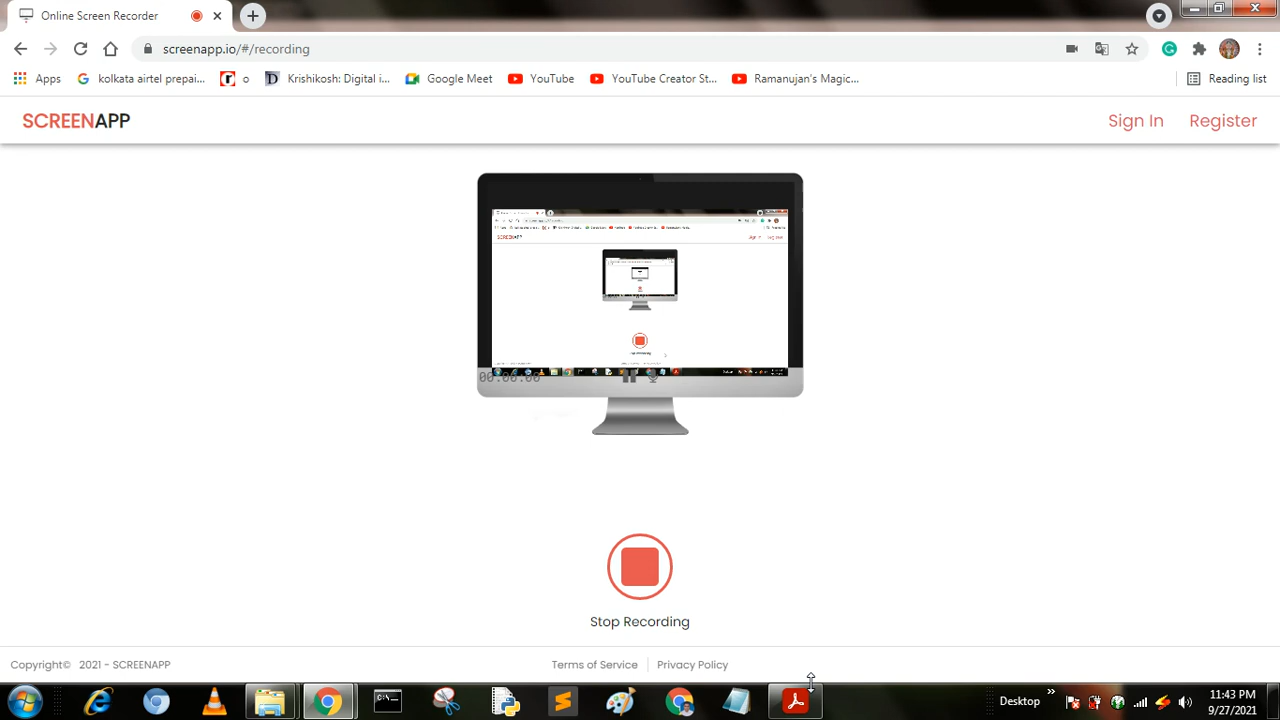 Online Screen Recorder
screenapp.io/#/recording
Apps kolkata airtel prepai... o Krishikosh: Digital i... Google Meet YouTube YouTube Creator St... Ramanujan's Magic... Reading list
SCREENAPP Sign In Register
Stop Recording
Copyright© 2021 - SCREENAPP Terms of Service Privacy Policy
Desktop
11:43 PM
9/27/2021